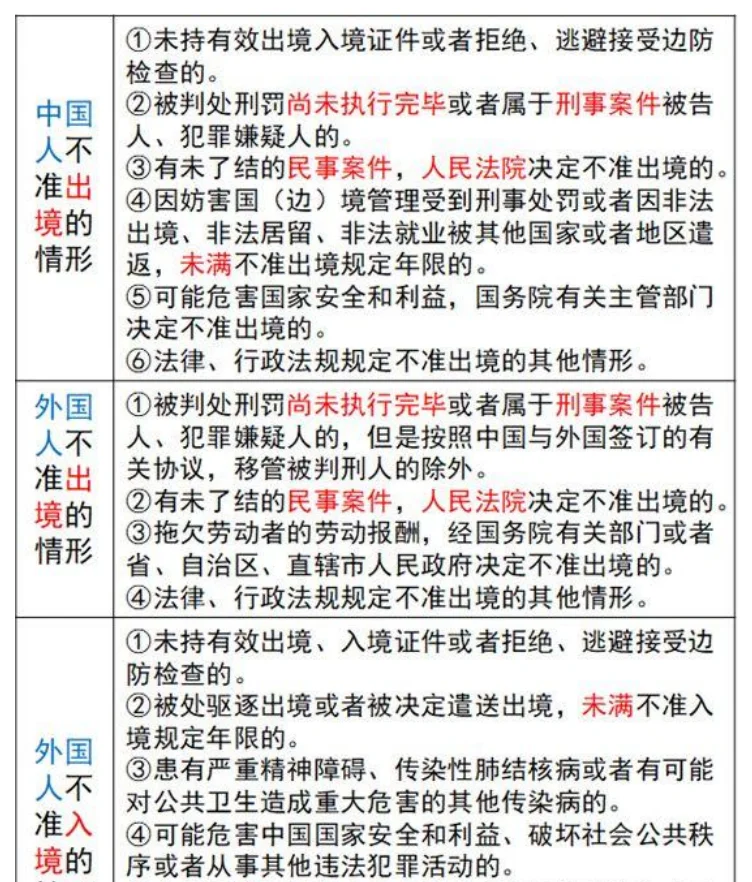 中国
人不
准出
境的
情形
①未持有效出境入境证件或者拒绝、逃避接受边防
检查的。
②被判处刑罚尚未执行完毕或者属于刑事案件被告
人、犯罪嫌疑人的。
③有未了结的民事案件，人民法院决定不准出境的。
④因妨害国（边）境管理受到刑事处罚或者因非法
出境、非法居留、非法就业被其他国家或者地区遣
返，未满不准出境规定年限的。
⑤可能危害国家安全和利益，国务院有关主管部门
决定不准出境的。
⑥法律、行政法规规定不准出境的其他情形。
外国
人不
准出
境的
情形
①被判处刑罚尚未执行完毕或者属于刑事案件被告
人、犯罪嫌疑人的，但是按照中国与外国签订的有
关协议，移管被判刑人的除外。
②有未了结的民事案件，人民法院决定不准出境的。
③拖欠劳动者的劳动报酬，经国务院有关部门或者
省、自治区、直辖市人民政府决定不准出境的。
④法律、行政法规规定不准出境的其他情形。
外国
人不
准入
境的
①未持有效出境、入境证件或者拒绝、逃避接受边
防检查的。
②被处驱逐出境或者被决定遣送出境，未满不准入
境规定年限的。
③患有严重精神障碍、传染性肺结核病或者有可能
对公共卫生造成重大危害的其他传染病的。
④可能危害中国国家安全和利益、破坏社会公共秩
序或者从事其他违法犯罪活动的。